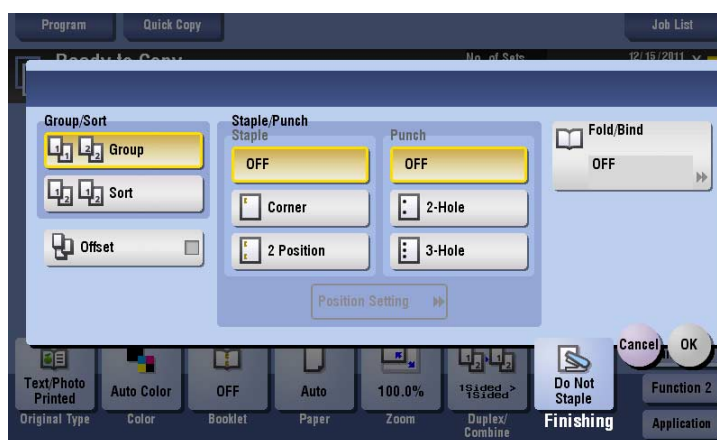 Program
Quick Copy
Job List
Ready to Copy
No. of Sets
12/15/2011
Group/Sort
Group
Sort
Offset
Staple/Punch
Staple
OFF
Corner
2 Position
Punch
OFF
2-Hole
3-Hole
Position Setting
Fold/Bind
OFF
Cancel
OK
Text/Photo
Printed
Original Type
Auto Color
Color
OFF
Booklet
Auto
Paper
100.0%
Zoom
1Sided >
1Sided
Duplex/
Combine
Do Not
Staple
Finishing
Function 2
Application